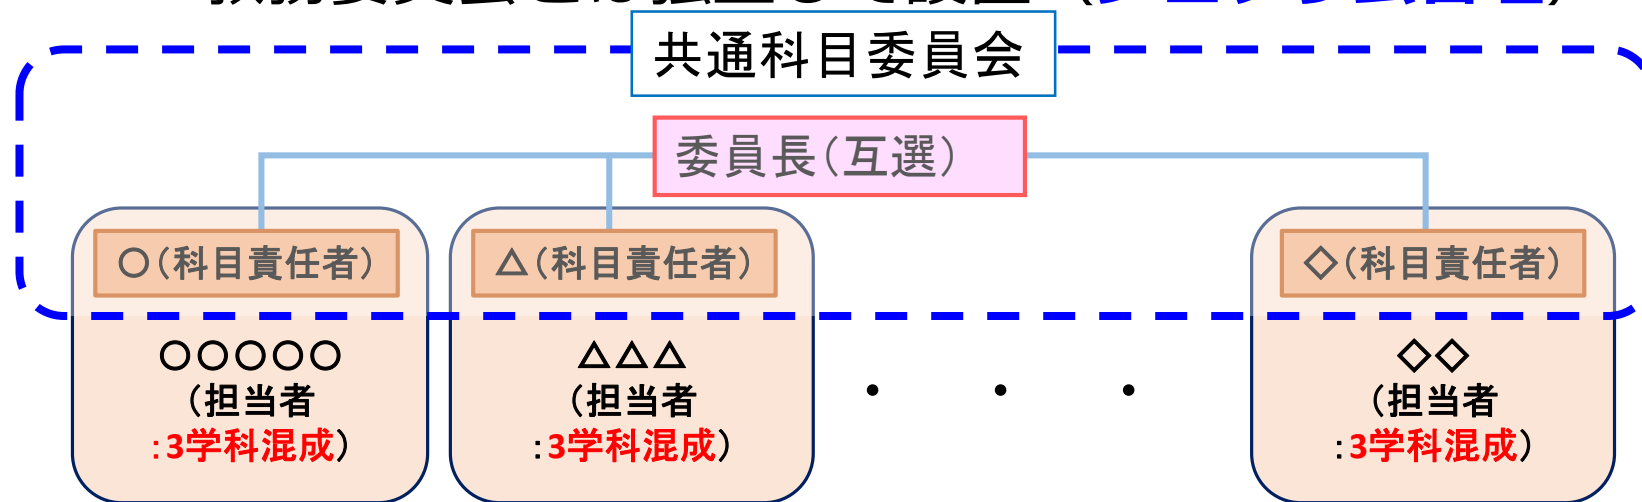 共通科目委員会
委員長(互選)
○(科目責任者)
△(科目責任者)
◇(科目責任者)
○○○○○
(担当者
:3学科混成)
△△△
(担当者
:3学科混成)
・ ・ ・
◇◇
(担当者
:3学科混成)